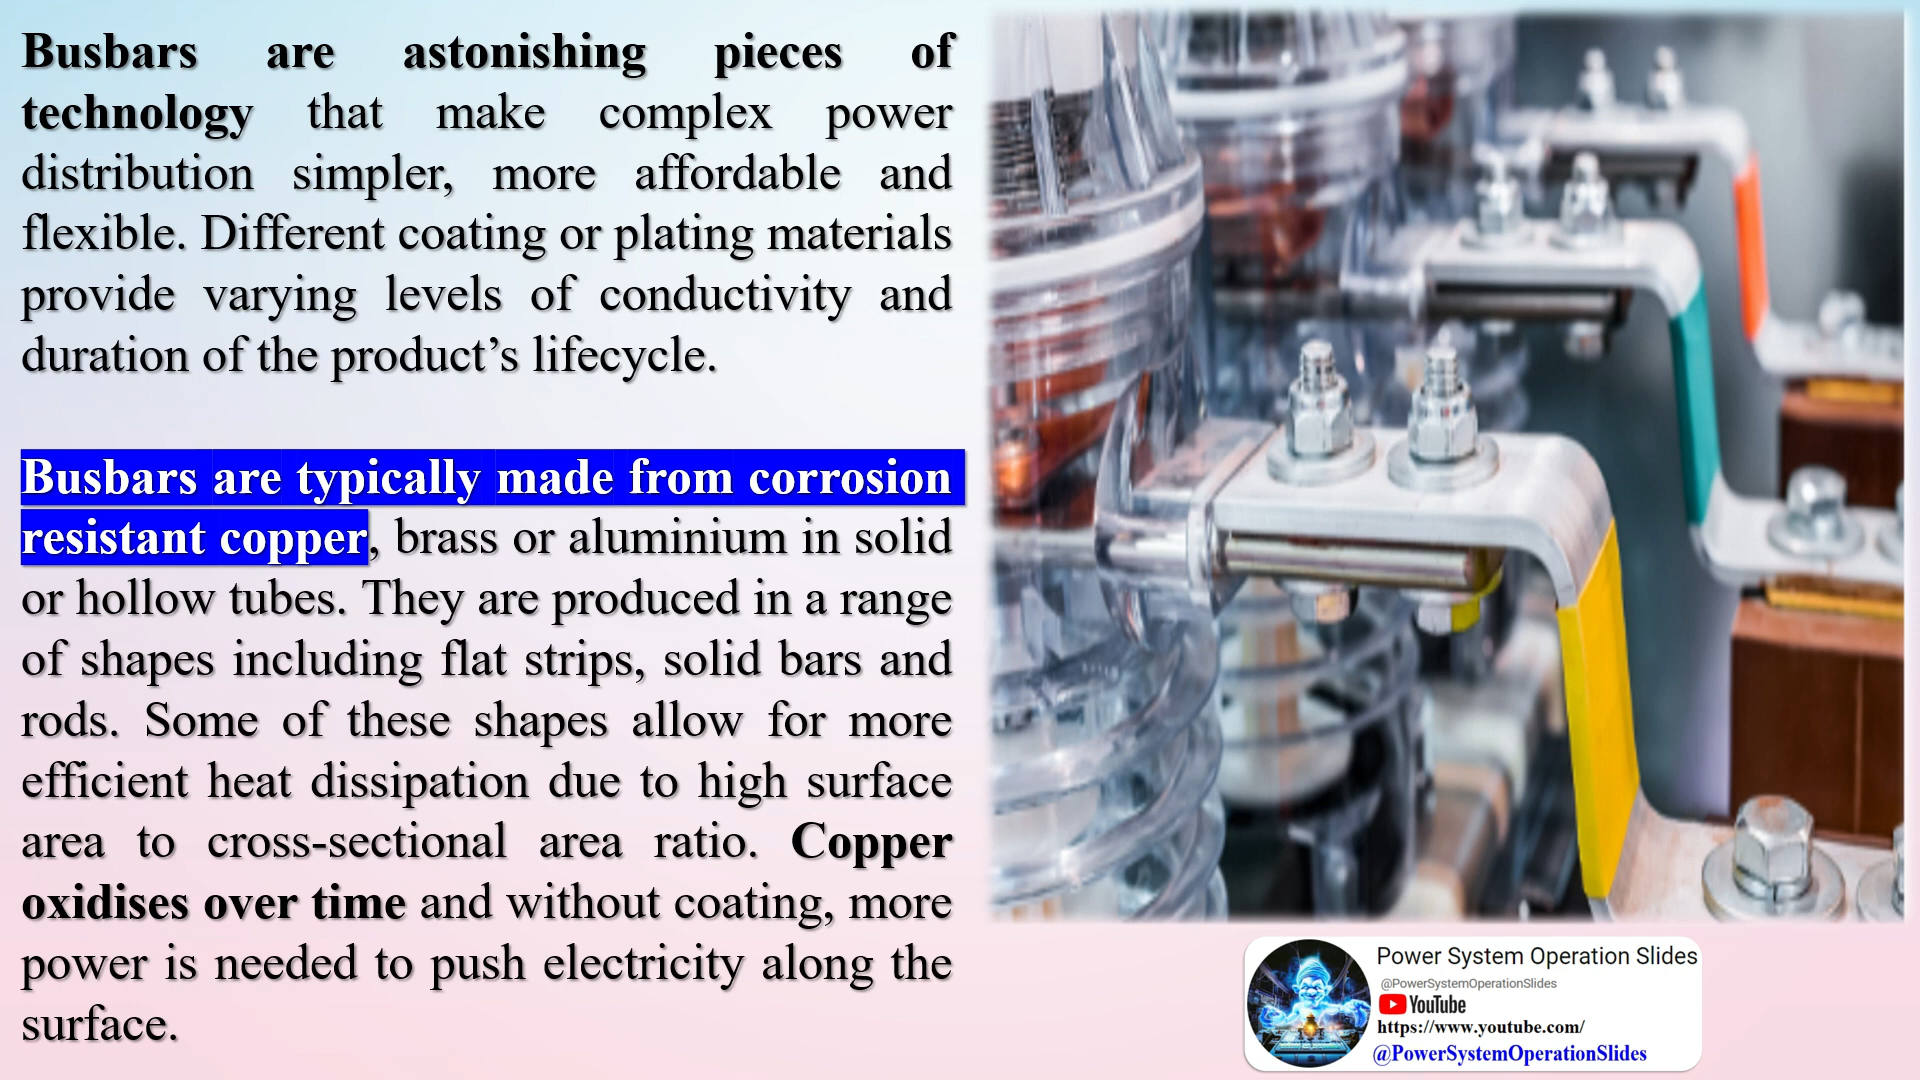 Busbars are astonishing pieces of
technology that make complex power
distribution simpler, more affordable and
flexible. Different coating or plating materials
provide varying levels of conductivity and
duration of the product’s lifecycle.
Busbars are typically made from corrosion
resistant copper, brass or aluminium in solid
or hollow tubes. They are produced in a range
of shapes including flat strips, solid bars and
rods. Some of these shapes allow for more
efficient heat dissipation due to high surface
area to cross-sectional area ratio. Copper
oxidises over time and without coating, more
power is needed to push electricity along the
surface.
Power System Operation Slides
@PowerSystemOperationSlides
YouTube
https://www.youtube.com/
@PowerSystemOperationSlides